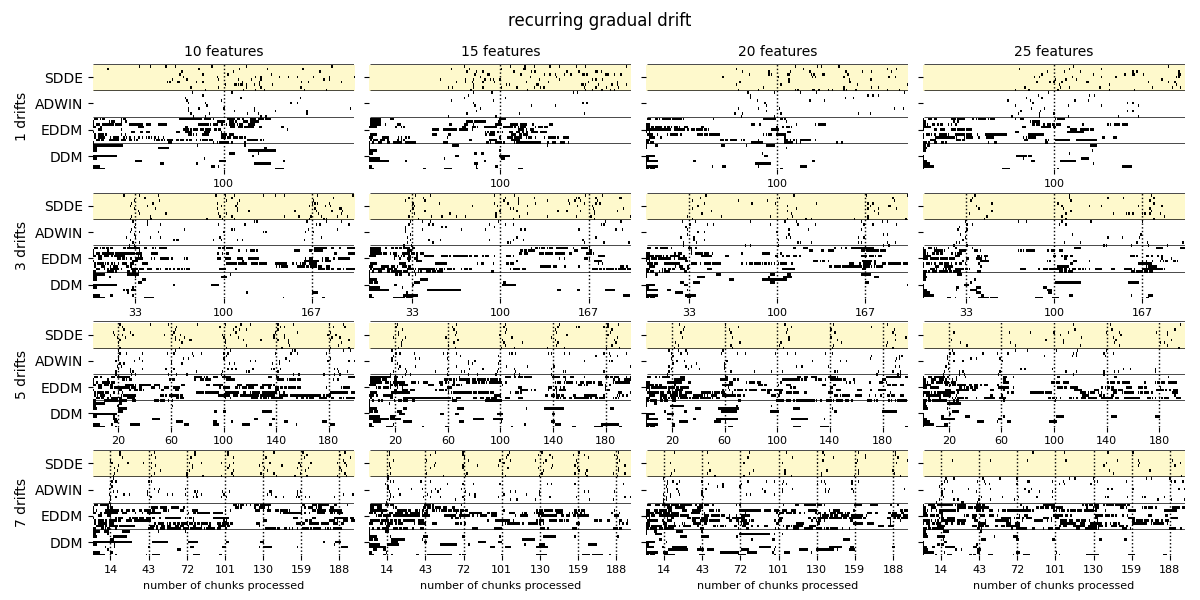 recurring gradual drift
10 features 15 features 20 features 25 features
1 drifts
SDDE
ADWIN
EDDM
DDM
100 100 100 100
3 drifts
SDDE
ADWIN
EDDM
DDM
33 100 167 33 100 167 33 100 167 33 100 167
5 drifts
SDDE
ADWIN
EDDM
DDM
20 60 100 140 180 20 60 100 140 180 20 60 100 140 180 20 60 100 140 180
7 drifts
SDDE
ADWIN
EDDM
DDM
14 43 72 101 130 159 188 14 43 72 101 130 159 188 14 43 72 101 130 159 188 14 43 72 101 130 159 188
number of chunks processed number of chunks processed number of chunks processed number of chunks processed